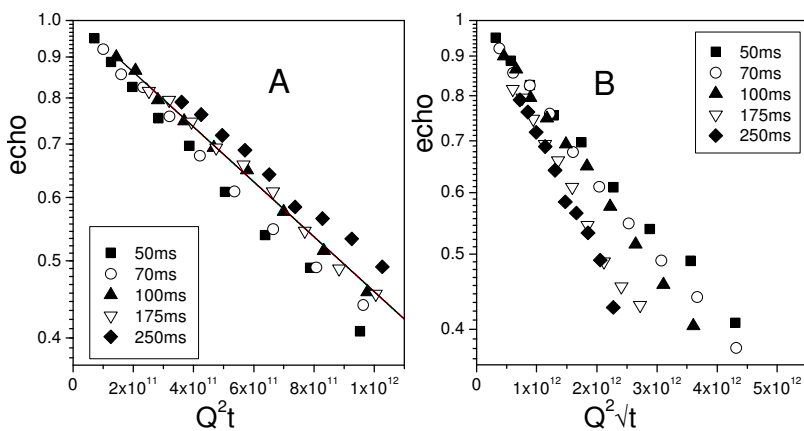 A
echo
1.0
0.9
0.8
0.7
0.6
0.5
0.4
50ms
70ms
100ms
175ms
250ms
0 2x10¹¹ 4x10¹¹ 6x10¹¹ 8x10¹¹ 1x10¹²
Q²t
B
echo
1
0.9
0.8
0.7
0.6
0.5
0.4
50ms
70ms
100ms
175ms
250ms
0 1x10¹² 2x10¹² 3x10¹² 4x10¹² 5x10¹²
Q²√t